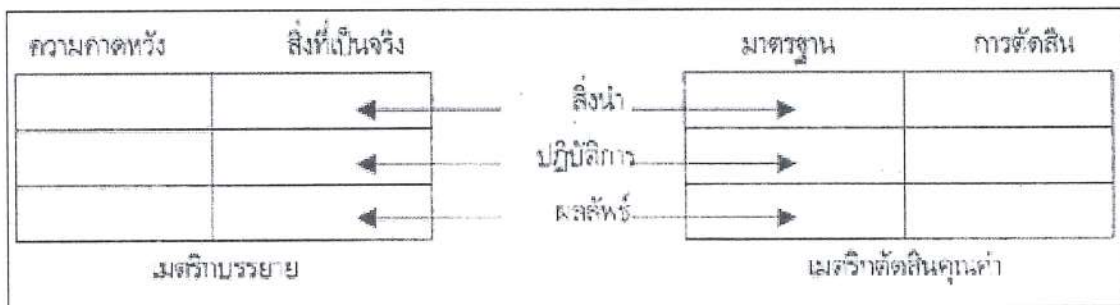 ความคาดหวัง สิ่งที่เป็นจริง มาตรฐาน การตัดสิน
สิ่งนำ
ปฏิบัติการ
ผลลัพธ์
เมตริกบรรยาย เมตริกตัดสินคุณค่า